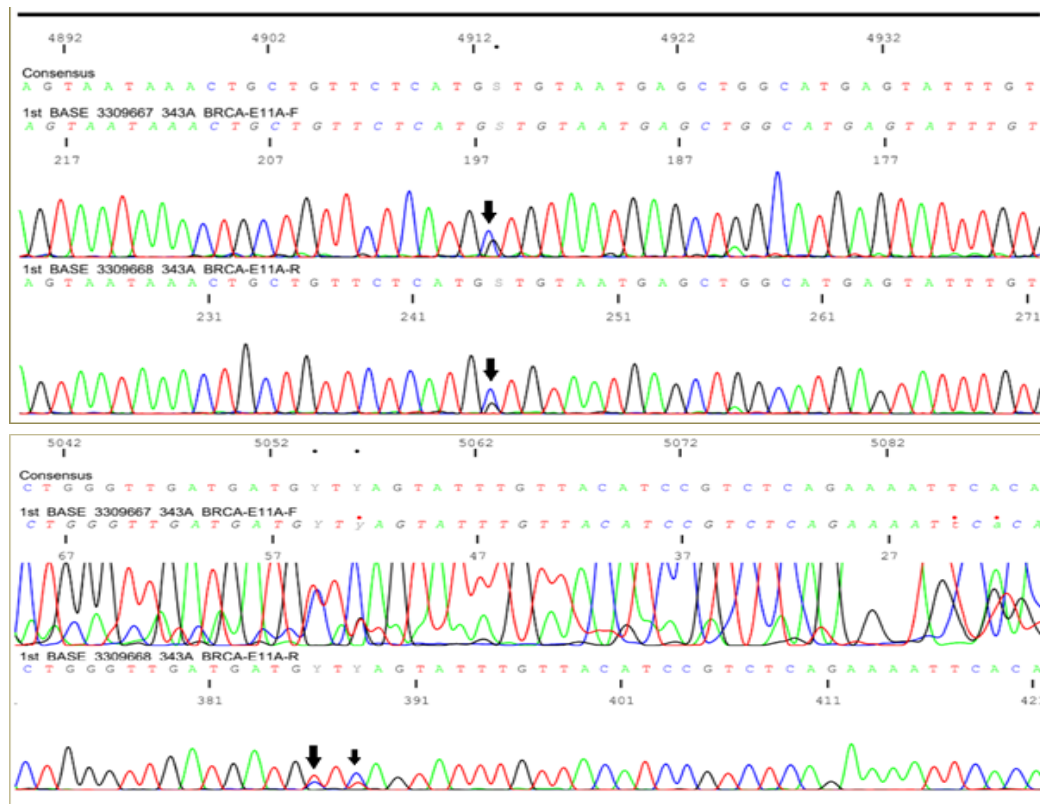 4892 4902 4912 4922 4932
Consensus
A G T A A T A A A C T G C T G T T C T C A T G S T G T A A T G A G C T G G C A T G A G T A T T T G T
1st BASE 3309667 343A BRCA-E11A-F
A G T A A T A A A C T G C T G T T C T C A T G S T G T A A T G A G C T G G C A T G A G T A T T T G T
217 207 197 187 177
1st BASE 3309668 343A BRCA-E11A-R
A G T A A T A A A C T G C T G T T C T C A T G S T G T A A T G A G C T G G C A T G A G T A T T T G T
231 241 251 261 271
5042 5052 5062 5072 5082
Consensus
C T G G G T T G A T G A T G Y T Y A G T A T T T G T T A C A T C C G T C T C A G A A A A T T C A C A
1st BASE 3309667 343A BRCA-E11A-F
C T G G G T T G A T G A T G Y T y A G T A T T T G T T A C A T C C G T C T C A G A A A A T t C a C A
67 57 47 37 27
1st BASE 3309668 343A BRCA-E11A-R
C T G G G T T G A T G A T G Y T Y A G T A T T T G T T A C A T C C G T C T C A G A A A A T T C A C A
381 391 401 411 421